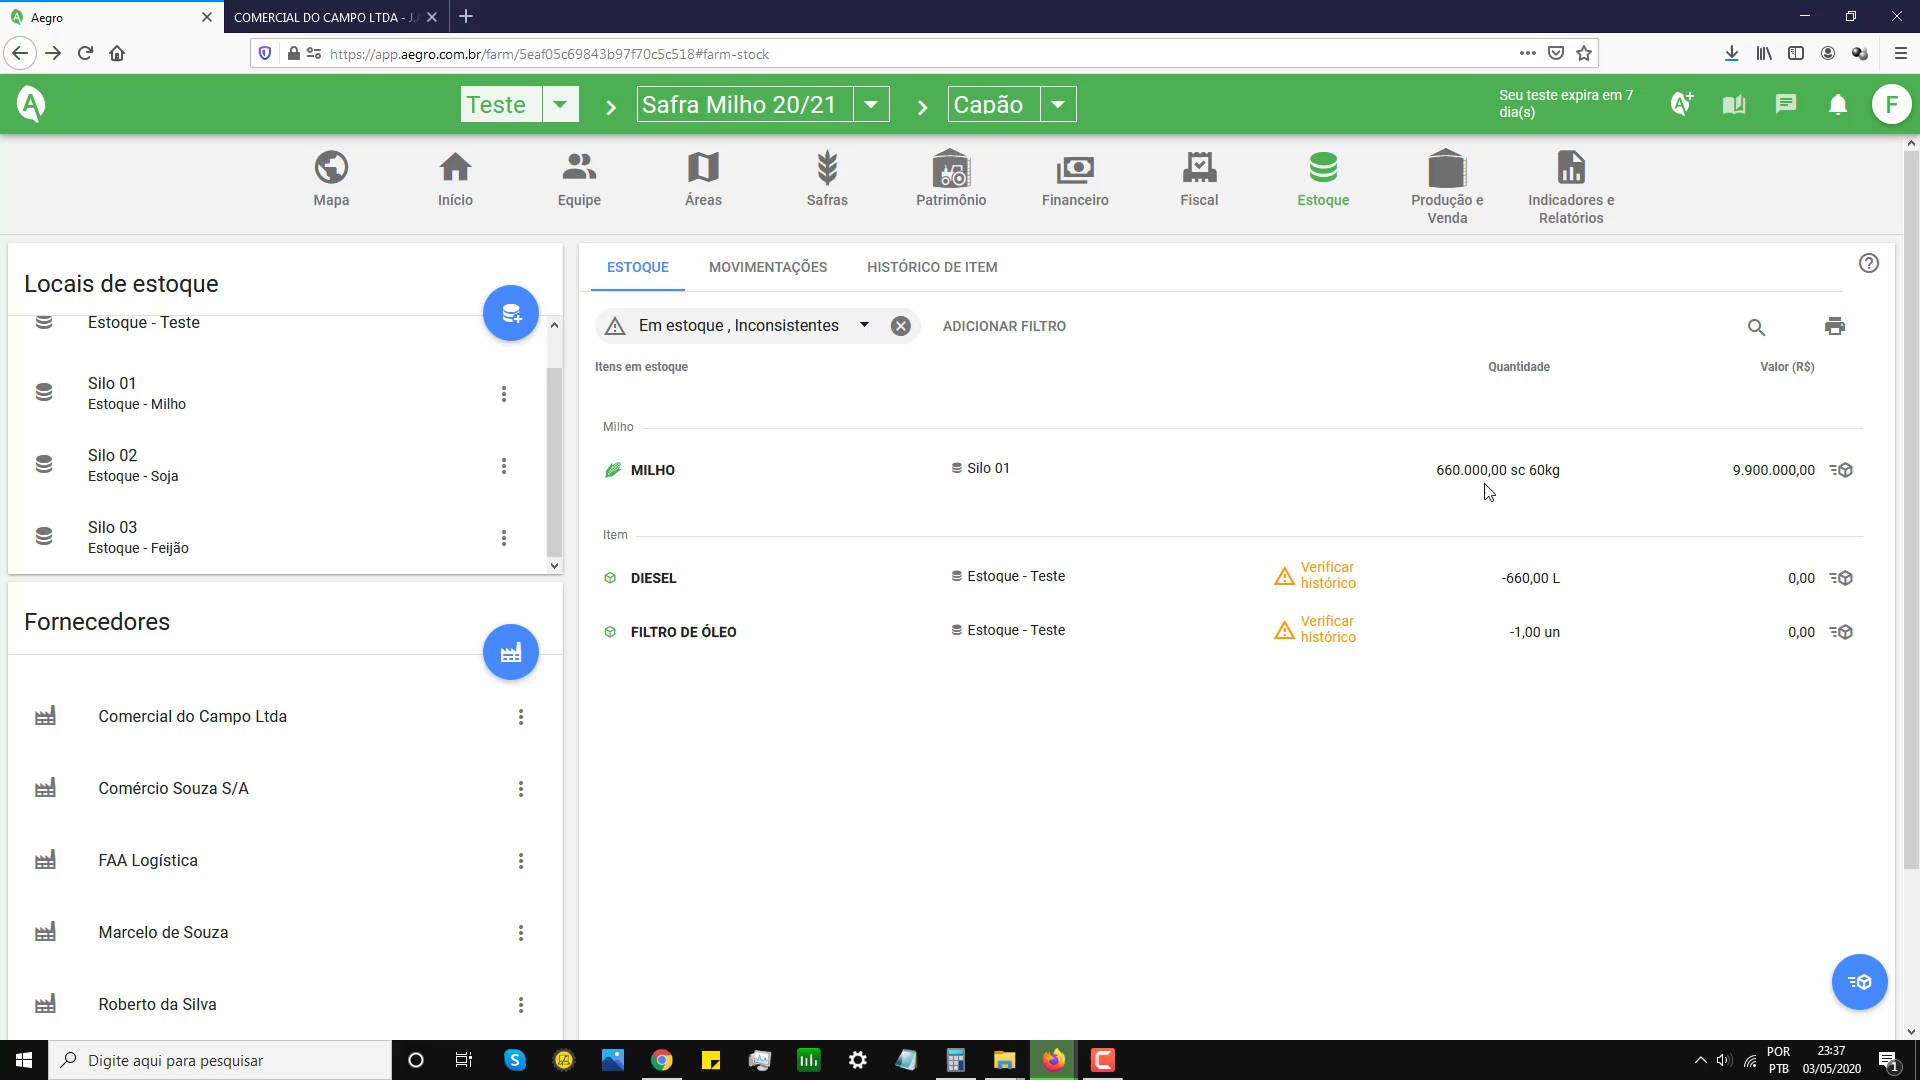 Aegro
COMERCIAL DO CAMPO LTDA - J.A
https://app.aegro.com.br/farm/5eaf05c69843b97f70c5c518#farm-stock
Teste
Safra Milho 20/21
Capão
Seu teste expira em 7
dia(s)
F
Mapa
Início
Equipe
Áreas
Safras
Patrimônio
Financeiro
Fiscal
Estoque
Produção e
Venda
Indicadores e
Relatórios
Locais de estoque
Estoque - Teste
Silo 01
Estoque - Milho
Silo 02
Estoque - Soja
Silo 03
Estoque - Feijão
Fornecedores
Comercial do Campo Ltda
Comércio Souza S/A
FAA Logística
Marcelo de Souza
Roberto da Silva
ESTOQUE
MOVIMENTAÇÕES
HISTÓRICO DE ITEM
Em estoque , Inconsistentes
ADICIONAR FILTRO
Itens em estoque
Quantidade
Valor (R$)
Milho
MILHO
Silo 01
660.000,00 sc 60kg
9.900.000,00
Item
DIESEL
Estoque - Teste
Verificar
histórico
-660,00 L
0,00
FILTRO DE ÓLEO
Estoque - Teste
Verificar
histórico
-1,00 un
0,00
Digite aqui para pesquisar
POR
PTB
23:37
03/05/2020
1